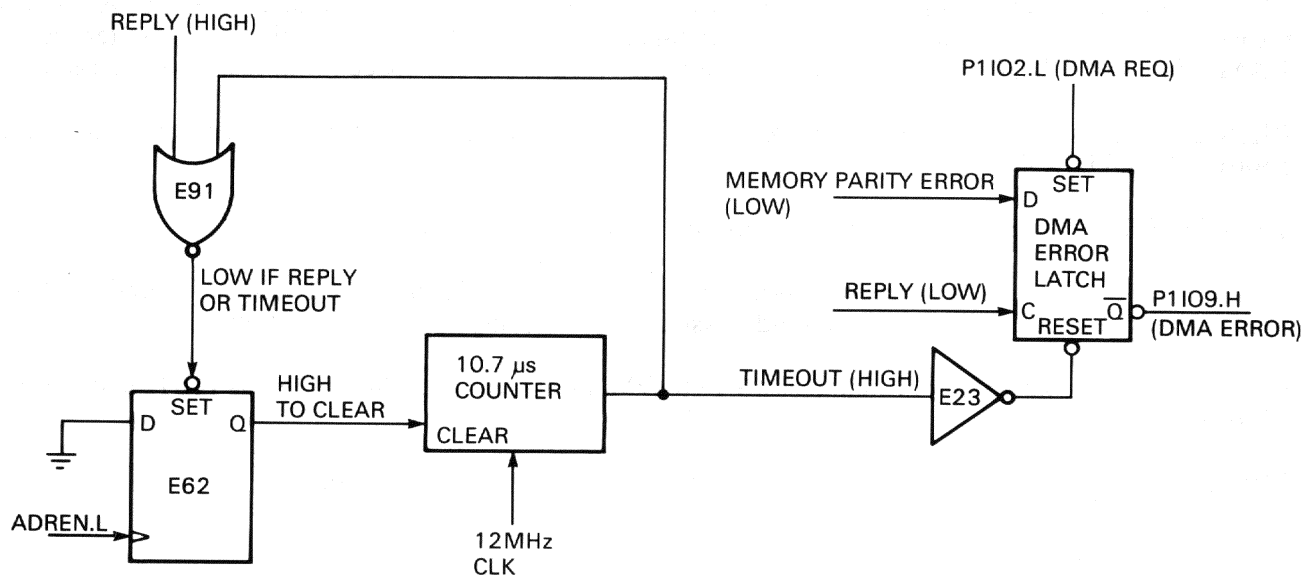 REPLY (HIGH)
P1IO2.L (DMA REQ)
E91
MEMORY PARITY ERROR
(LOW)
SET
D
DMA
ERROR
LATCH
LOW IF REPLY
OR TIMEOUT
REPLY (LOW)
C
Q
RESET
P1IO9.H
(DMA ERROR)
10.7 µs
COUNTER
CLEAR
TIMEOUT (HIGH)
E23
HIGH
TO CLEAR
SET
D
Q
E62
ADREN.L
12MHz
CLK